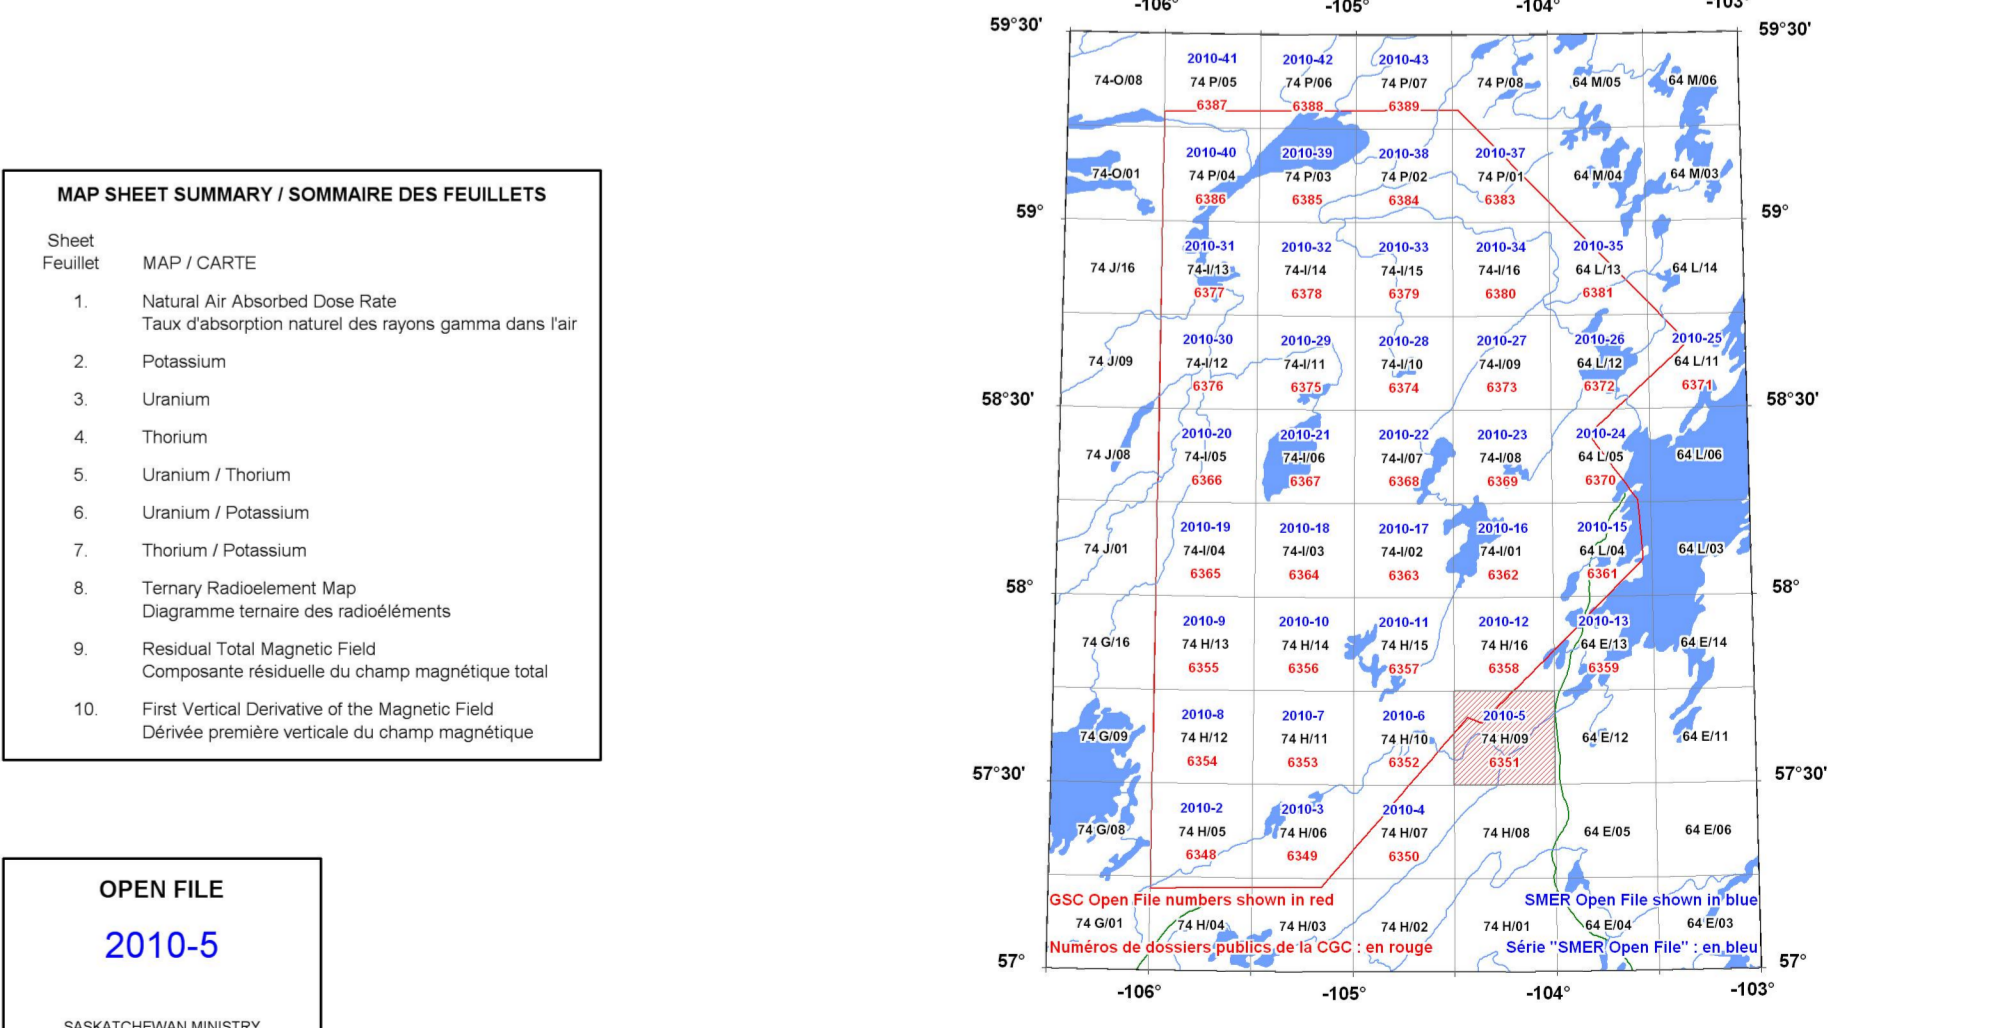 MAP SHEET SUMMARY / SOMMAIRE DES FEUILLETS
Sheet
Feuillet MAP / CARTE
1. Natural Air Absorbed Dose Rate
Taux d'absorption naturel des rayons gamma dans l'air
2. Potassium
3. Uranium
4. Thorium
5. Uranium / Thorium
6. Uranium / Potassium
7. Thorium / Potassium
8. Ternary Radioelement Map
Diagramme ternaire des radioéléments
9. Residual Total Magnetic Field
Composante résiduelle du champ magnétique total
10. First Vertical Derivative of the Magnetic Field
Dérivée première verticale du champ magnétique
OPEN FILE
2010-5
SASKATCHEWAN MINISTRY
-106° -105° -104° -103°
59°30' 59°30'
2010-41 2010-42 2010-43
74-O/08 74 P/05 74 P/06 74 P/07 74 P/08 64 M/05 64 M/06
6387 6388 6389
2010-40 2010-39 2010-38 2010-37
74-O/01 74 P/04 74 P/03 74 P/02 74 P/01 64 M/04 64 M/03
6386 6385 6384 6383
59° 59°
2010-31 2010-32 2010-33 2010-34 2010-35
74 J/16 74-I/13 74-I/14 74-I/15 74-I/16 64 L/13 64 L/14
6377 6378 6379 6380 6381
2010-30 2010-29 2010-28 2010-27 2010-26 2010-25
74 J/09 74-I/12 74-I/11 74-I/10 74-I/09 64 L/12 64 L/11
6376 6375 6374 6373 6372 6371
58°30' 58°30'
2010-20 2010-21 2010-22 2010-23 2010-24
74 J/08 74-I/05 74-I/06 74-I/07 74-I/08 64 L/05 64 L/06
6366 6367 6368 6369 6370
2010-19 2010-18 2010-17 2010-16 2010-15
74 J/01 74-I/04 74-I/03 74-I/02 74-I/01 64 L/04 64 L/03
6365 6364 6363 6362 6361
58° 58°
2010-9 2010-10 2010-11 2010-12 2010-13
74 G/16 74 H/13 74 H/14 74 H/15 74 H/16 64 E/13 64 E/14
6355 6356 6357 6358 6359
2010-8 2010-7 2010-6 2010-5
74 G/09 74 H/12 74 H/11 74 H/10 74 H/09 64 E/12 64 E/11
6354 6353 6352 6351
57°30' 57°30'
2010-2 2010-3 2010-4
74 G/08 74 H/05 74 H/06 74 H/07 74 H/08 64 E/05 64 E/06
6348 6349 6350
GSC Open File numbers shown in red SMER Open File shown in blue
74 G/01 74 H/04 74 H/03 74 H/02 74 H/01 64 E/04 64 E/03
Numéros de dossiers publics de la CGC : en rouge Série "SMER Open File" : en bleu
57° 57°
-106° -105° -104° -103°